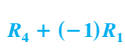 R₄ + (−1)R₁